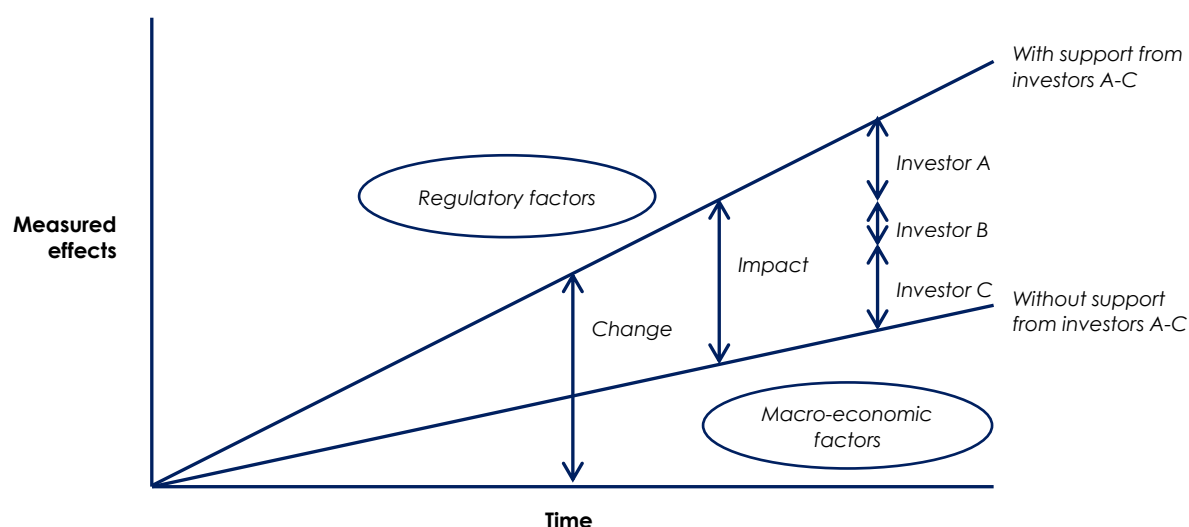 With support from
investors A-C
Investor A
Regulatory factors
Measured
effects
Investor B
Impact
Investor C
Without support
from investors A-C
Change
Macro-economic
factors
Time